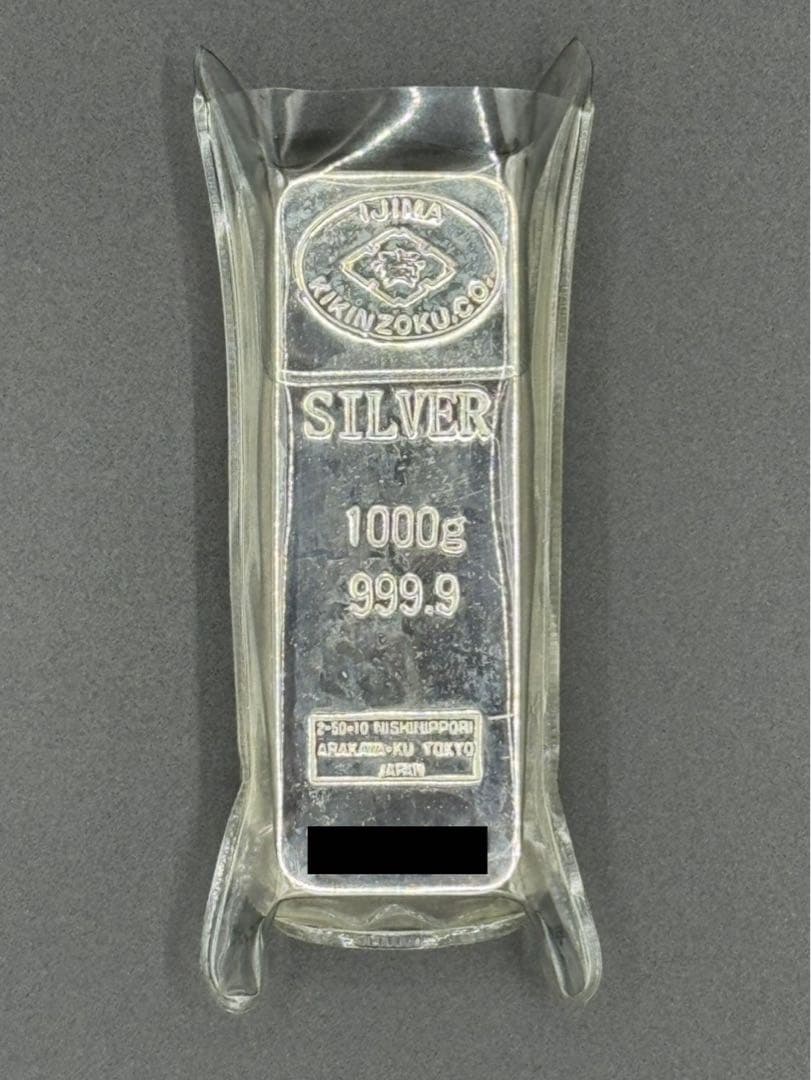 IJIMA
KIKINZOKU.CO.
SILVER
1000g
999.9
2-50-10 NISHINIPPORI
ARAKAWA-KU TOKYO
JAPAN